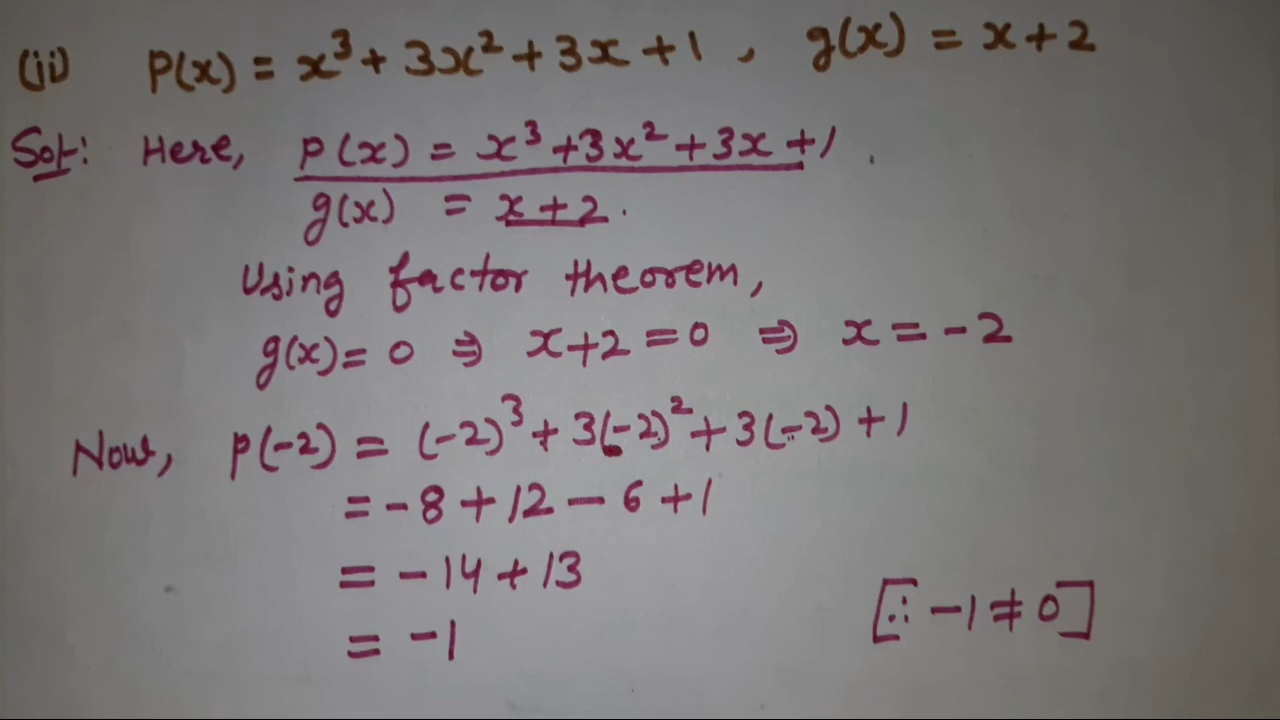 (ii) P(x) = x³ + 3x² + 3x + 1 , g(x) = x + 2
Sol: Here, P(x) = x³ + 3x² + 3x + 1 .
g(x) = x + 2 .
Using factor theorem,
g(x) = 0 ⇒ x + 2 = 0 ⇒ x = -2
Now, P(-2) = (-2)³ + 3(-2)² + 3(-2) + 1
= -8 + 12 - 6 + 1
= -14 + 13
= -1 [∴ -1 ≠ 0]